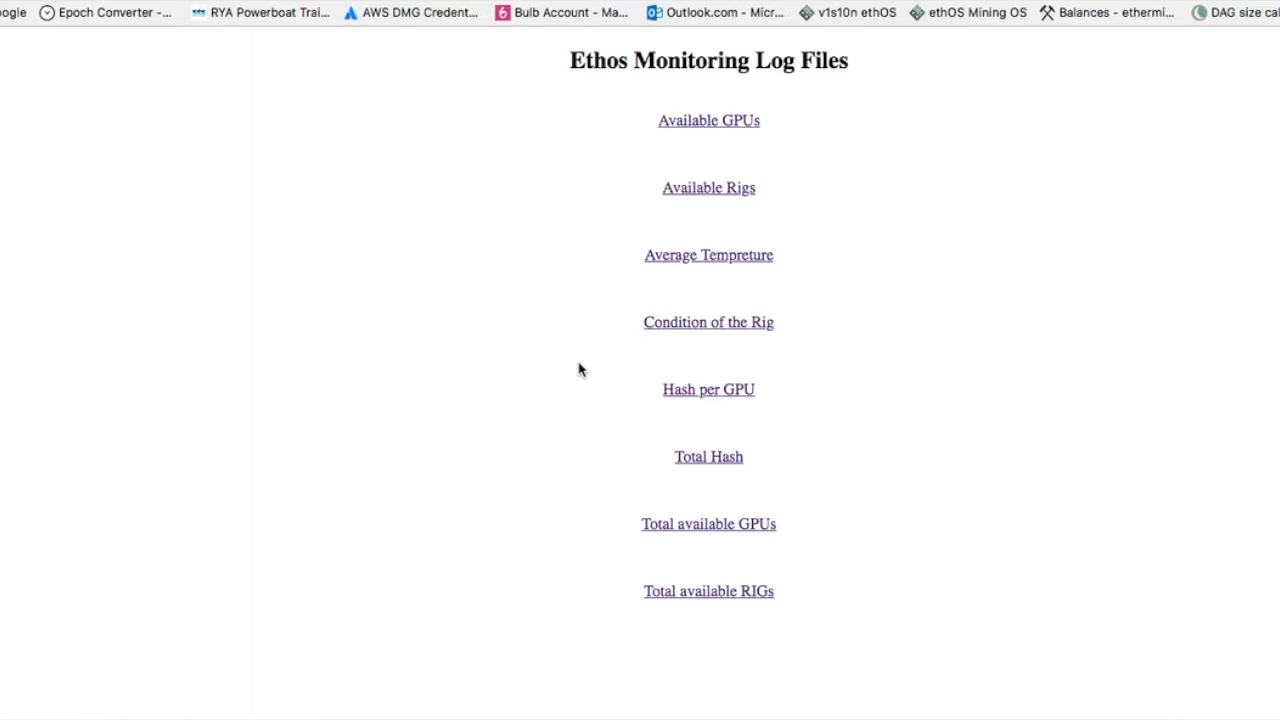 oogle Epoch Converter -... RYA Powerboat Trai... AWS DMG Credent... Bulb Account - Ma... Outlook.com - Micr... v1s10n ethOS ethOS Mining OS Balances - ethermi... DAG size cal
Ethos Monitoring Log Files
Available GPUs
Available Rigs
Average Tempreture
Condition of the Rig
Hash per GPU
Total Hash
Total available GPUs
Total available RIGs